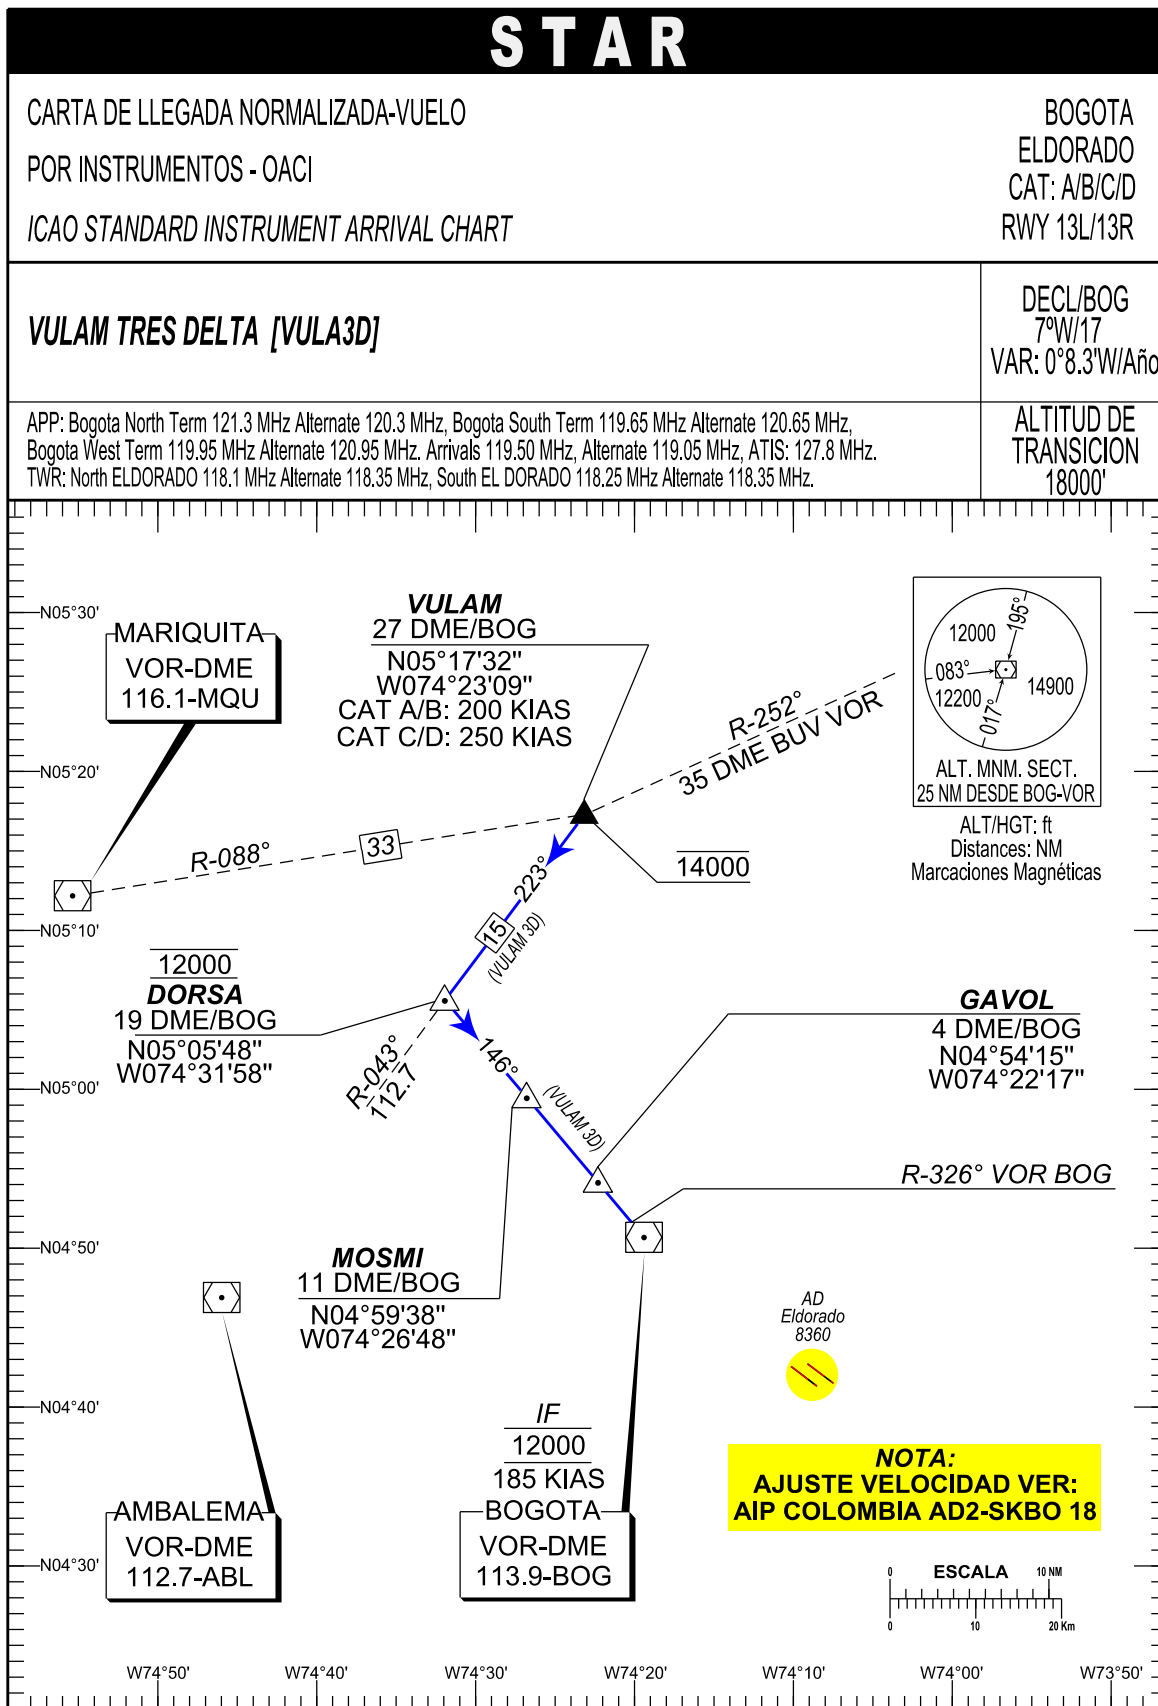 STAR
CARTA DE LLEGADA NORMALIZADA-VUELO
POR INSTRUMENTOS - OACI
ICAO STANDARD INSTRUMENT ARRIVAL CHART
BOGOTA
ELDORADO
CAT: A/B/C/D
RWY 13L/13R
VULAM TRES DELTA [VULA3D]
DECL/BOG
7ºW/17
VAR: 0°8.3'W/Año
APP: Bogota North Term 121.3 MHz Alternate 120.3 MHz, Bogota South Term 119.65 MHz Alternate 120.65 MHz,
Bogota West Term 119.95 MHz Alternate 120.95 MHz. Arrivals 119.50 MHz, Alternate 119.05 MHz, ATIS: 127.8 MHz.
TWR: North ELDORADO 118.1 MHz Alternate 118.35 MHz, South EL DORADO 118.25 MHz Alternate 118.35 MHz.
ALTITUD DE
TRANSICION
18000'
N05°30'
MARIQUITA
VOR-DME
116.1-MQU
VULAM
27 DME/BOG
N05°17'32"
W074°23'09"
CAT A/B: 200 KIAS
CAT C/D: 250 KIAS
R-252°
35 DME BUV VOR
195°
12000
083°
12200
14900
017°
ALT. MNM. SECT.
25 NM DESDE BOG-VOR
ALT/HGT: ft
Distances: NM
Marcaciones Magnéticas
N05°20'
R-088°
33
14000
223°
15
(VULAM 3D)
N05°10'
12000
DORSA
19 DME/BOG
N05°05'48"
W074°31'58"
R-043°
112.7
146°
(VULAM 3D)
GAVOL
4 DME/BOG
N04°54'15"
W074°22'17"
N05°00'
R-326° VOR BOG
N04°50'
MOSMI
11 DME/BOG
N04°59'38"
W074°26'48"
AD
Eldorado
8360
N04°40'
IF
12000
185 KIAS
BOGOTA
VOR-DME
113.9-BOG
AMBALEMA
VOR-DME
112.7-ABL
NOTA:
AJUSTE VELOCIDAD VER:
AIP COLOMBIA AD2-SKBO 18
N04°30'
0 ESCALA 10 NM
0 10 20 Km
W74°50' W74°40' W74°30' W74°20' W74°10' W74°00' W73°50'